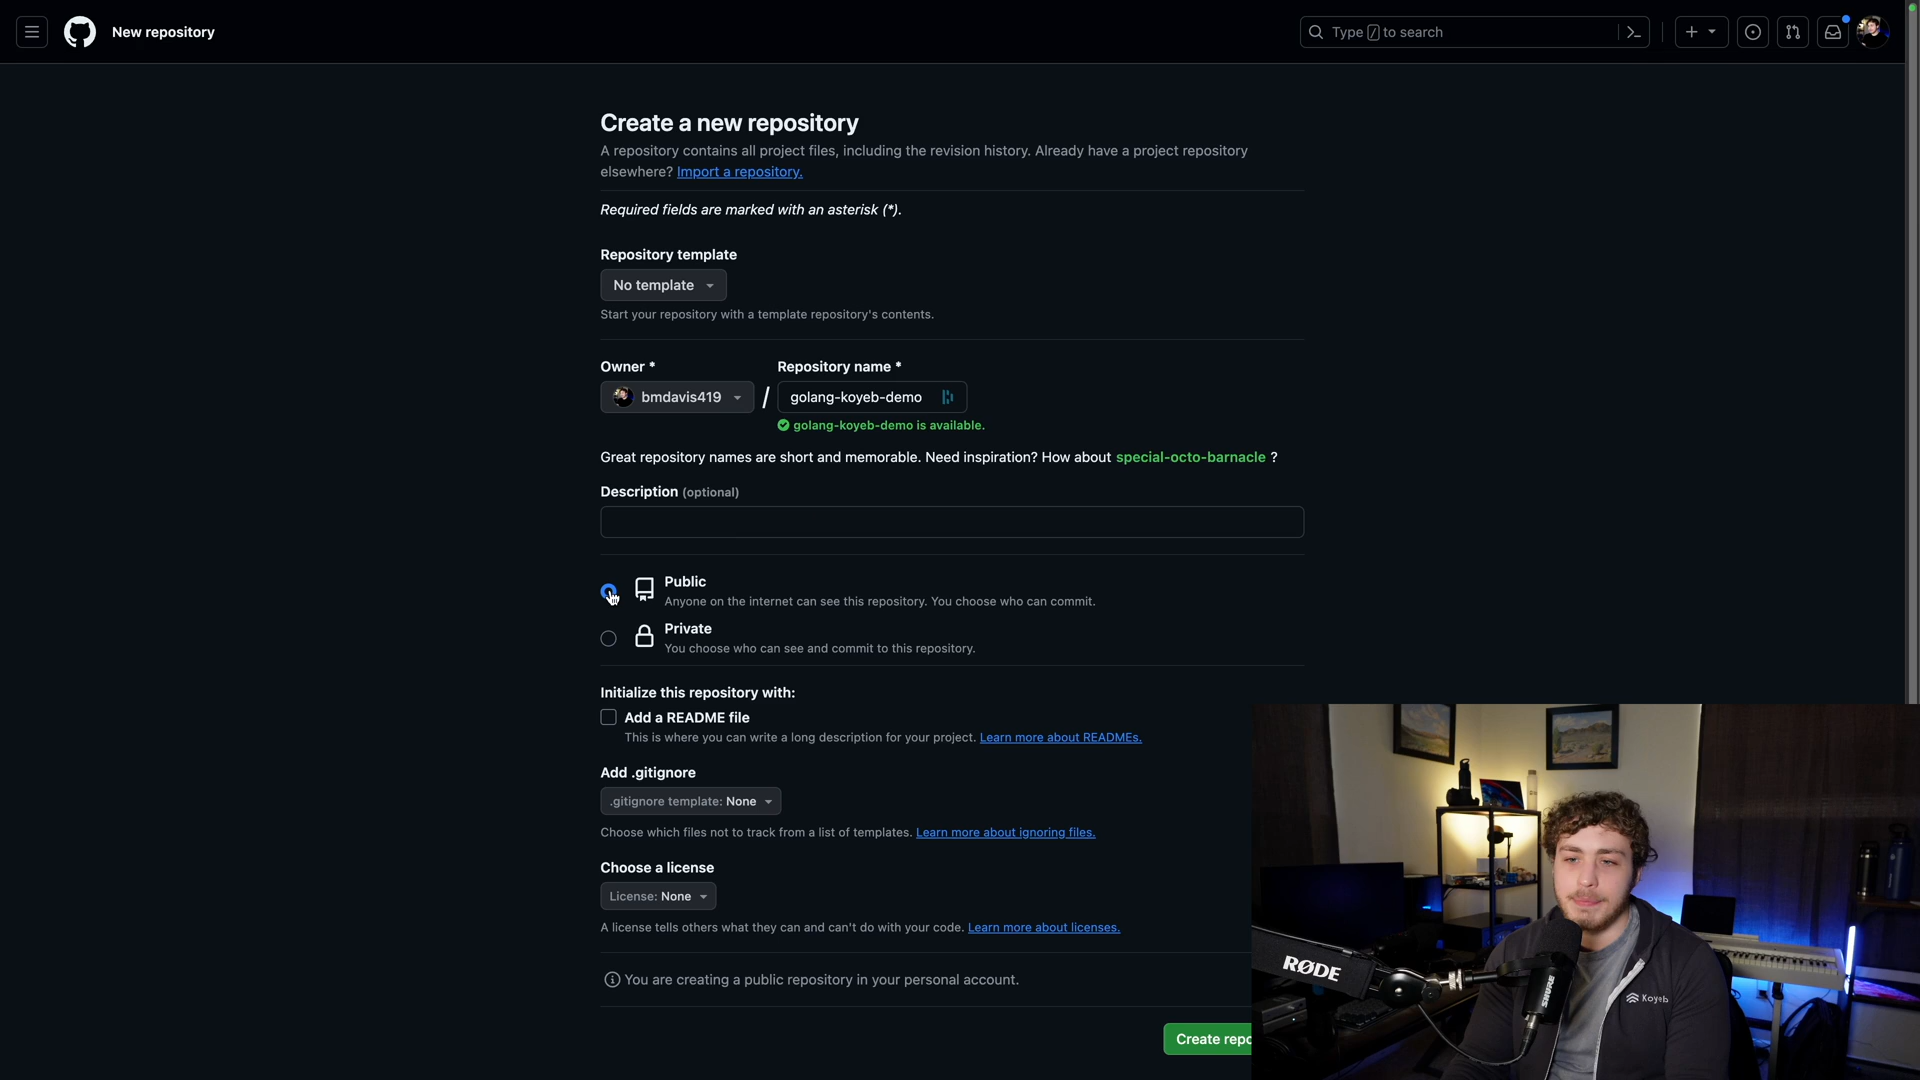 New repository
Type / to search
Create a new repository
A repository contains all project files, including the revision history. Already have a project repository
elsewhere? Import a repository.
Required fields are marked with an asterisk (*).
Repository template
No template
Start your repository with a template repository's contents.
Owner *
Repository name *
bmdavis419
/
golang-koyeb-demo
golang-koyeb-demo is available.
Great repository names are short and memorable. Need inspiration? How about special-octo-barnacle ?
Description (optional)
Public
Anyone on the internet can see this repository. You choose who can commit.
Private
You choose who can see and commit to this repository.
Initialize this repository with:
Add a README file
This is where you can write a long description for your project. Learn more about READMEs.
Add .gitignore
.gitignore template: None
Choose which files not to track from a list of templates. Learn more about ignoring files.
Choose a license
License: None
A license tells others what they can and can't do with your code. Learn more about licenses.
You are creating a public repository in your personal account.
Create repo
RØDE
SHURE
Koyeb